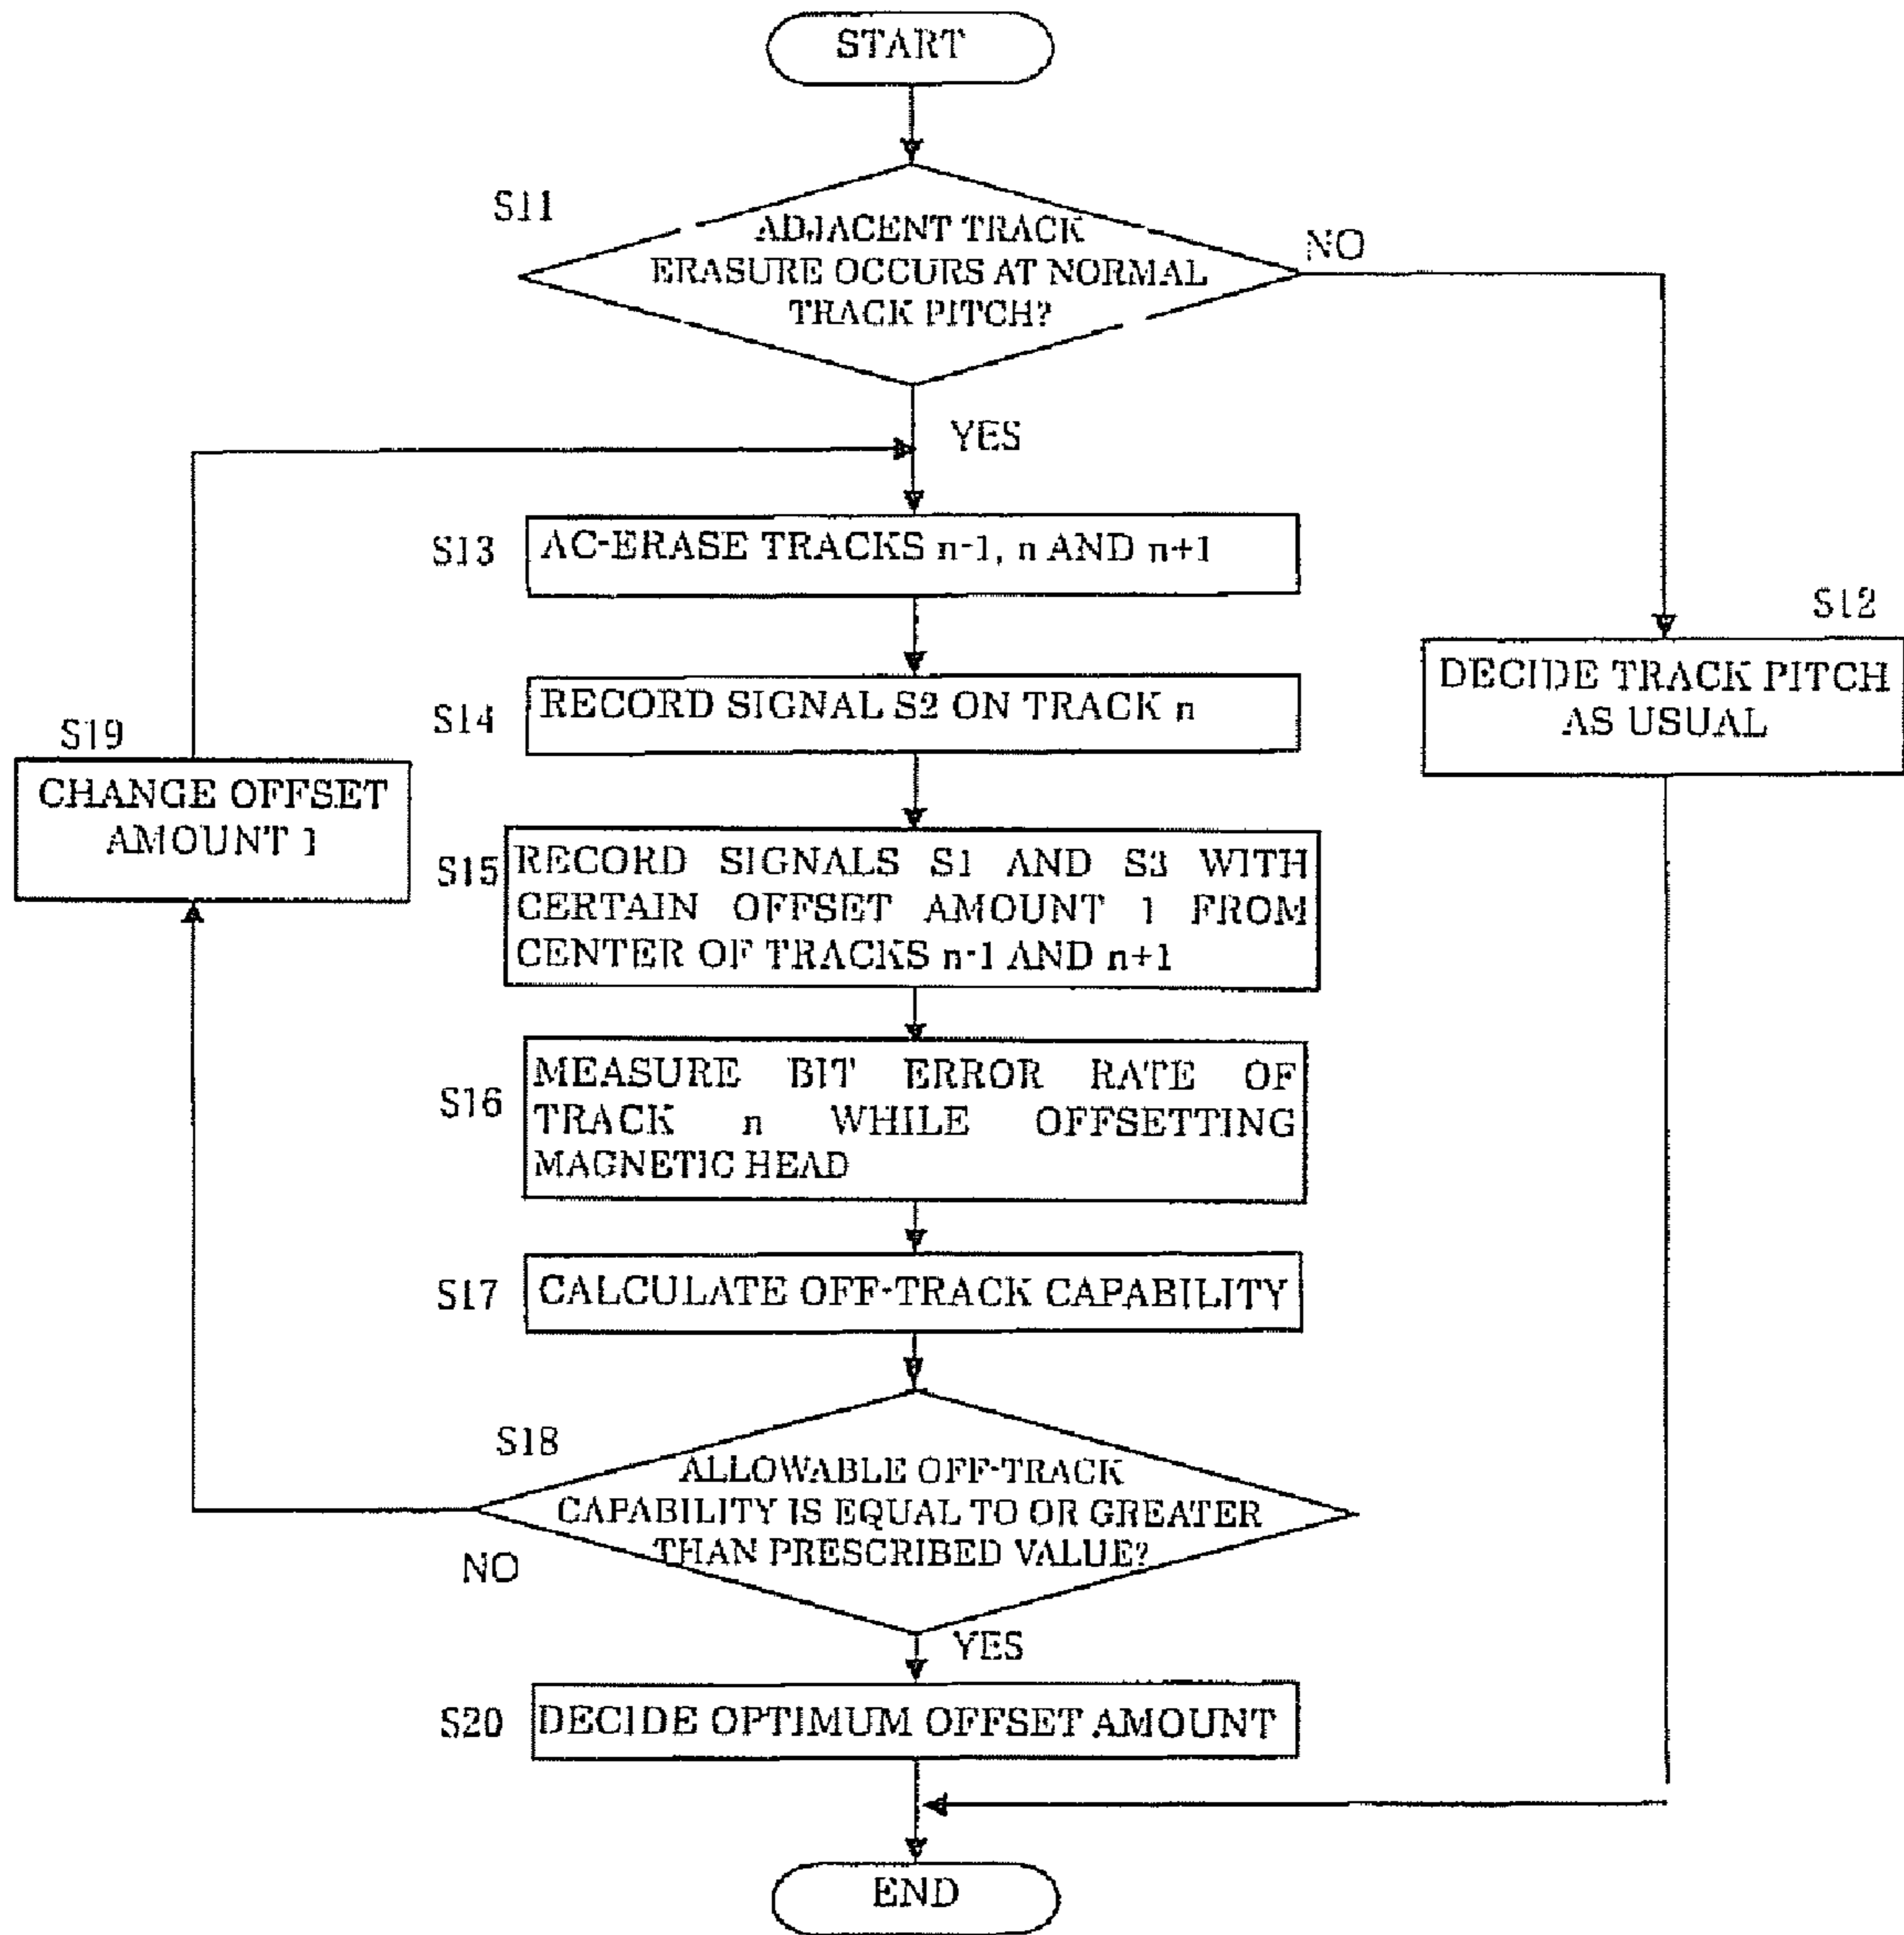 START
S11
ADJACENT TRACK
ERASURE OCCURS AT NORMAL
TRACK PITCH?
NO
YES
S13
AC-ERASE TRACKS n-1, n AND n+1
S12
DECIDE TRACK PITCH
AS USUAL
S14
RECORD SIGNAL S2 ON TRACK n
S19
CHANGE OFFSET
AMOUNT 1
S15
RECORD SIGNALS S1 AND S3 WITH
CERTAIN OFFSET AMOUNT 1 FROM
CENTER OF TRACKS n-1 AND n+1
S16
MEASURE BIT ERROR RATE OF
TRACK n WHILE OFFSETTING
MAGNETIC HEAD
S17
CALCULATE OFF-TRACK CAPABILITY
S18
ALLOWABLE OFF-TRACK
CAPABILITY IS EQUAL TO OR GREATER
THAN PRESCRIBED VALUE?
NO
YES
S20
DECIDE OPTIMUM OFFSET AMOUNT
END